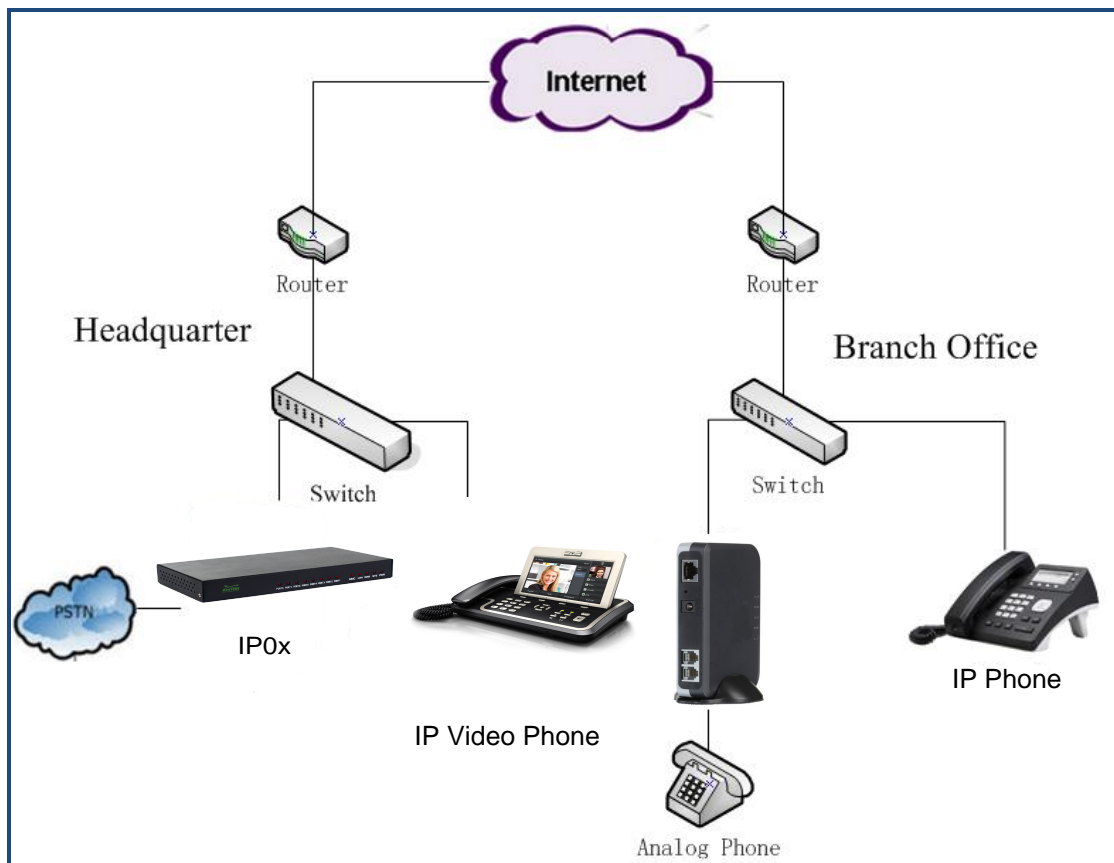 Internet
Router
Router
Headquarter
Branch Office
Switch
Switch
PSTN
IP0x
IP Phone
IP Video Phone
Analog Phone